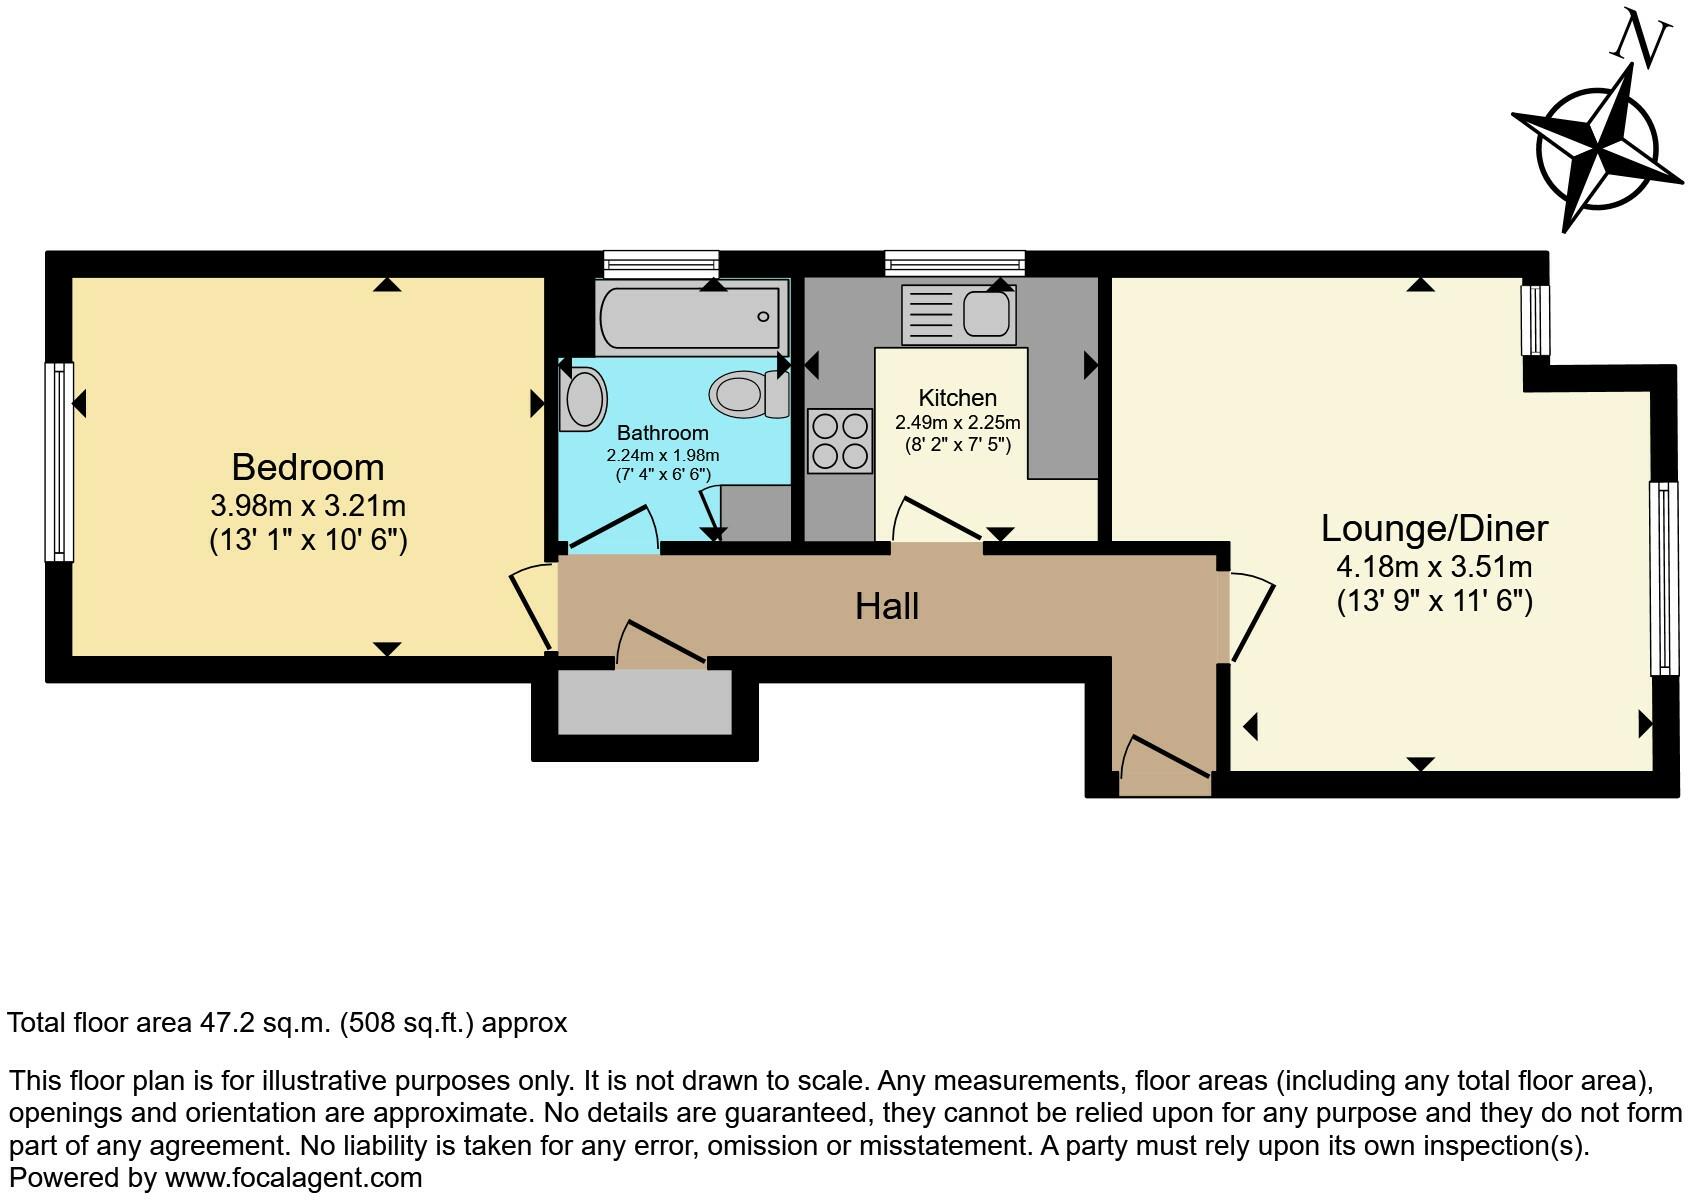 N
Bedroom
3.98m x 3.21m
(13' 1" x 10' 6")
Bathroom
2.24m x 1.98m
(7' 4" x 6' 6")
Kitchen
2.49m x 2.25m
(8' 2" x 7' 5")
Lounge/Diner
4.18m x 3.51m
(13' 9" x 11' 6")
Hall
Total floor area 47.2 sq.m. (508 sq.ft.) approx
This floor plan is for illustrative purposes only. It is not drawn to scale. Any measurements, floor areas (including any total floor area),
openings and orientation are approximate. No details are guaranteed, they cannot be relied upon for any purpose and they do not form
part of any agreement. No liability is taken for any error, omission or misstatement. A party must rely upon its own inspection(s).
Powered by www.focalagent.com